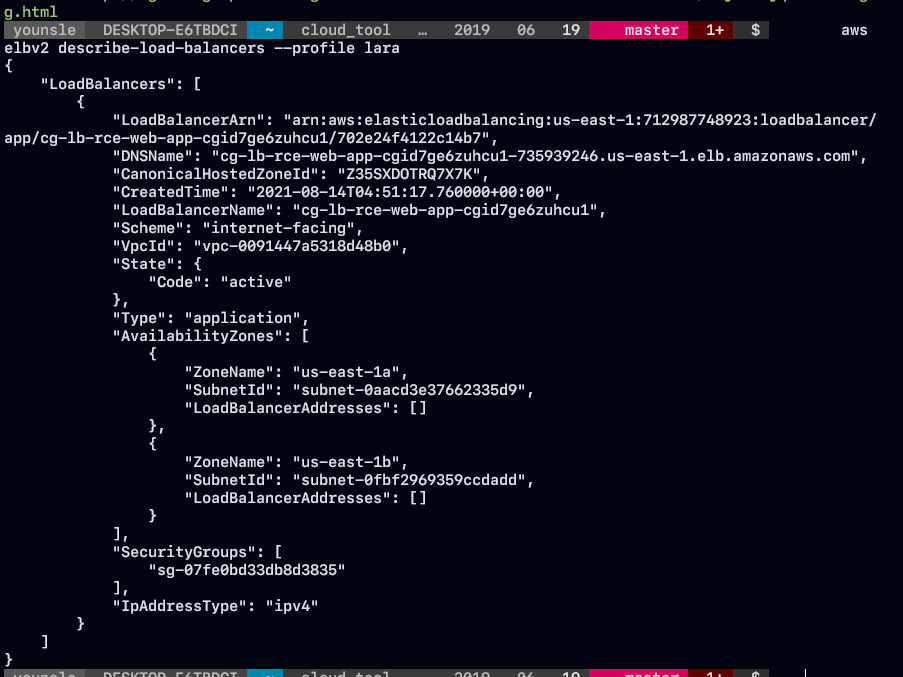 g.html
younsle DESKTOP-E6TBDCI ~ cloud_tool … 2019 06 19 master 1+ $ aws
elbv2 describe-load-balancers --profile lara
{
    "LoadBalancers": [
        {
            "LoadBalancerArn": "arn:aws:elasticloadbalancing:us-east-1:712987748923:loadbalancer/
app/cg-lb-rce-web-app-cgid7ge6zuhcu1/702e24f4122c14b7",
            "DNSName": "cg-lb-rce-web-app-cgid7ge6zuhcu1-735939246.us-east-1.elb.amazonaws.com",
            "CanonicalHostedZoneId": "Z35SXDOTRQ7X7K",
            "CreatedTime": "2021-08-14T04:51:17.760000+00:00",
            "LoadBalancerName": "cg-lb-rce-web-app-cgid7ge6zuhcu1",
            "Scheme": "internet-facing",
            "VpcId": "vpc-0091447a5318d48b0",
            "State": {
                "Code": "active"
            },
            "Type": "application",
            "AvailabilityZones": [
                {
                    "ZoneName": "us-east-1a",
                    "SubnetId": "subnet-0aacd3e37662335d9",
                    "LoadBalancerAddresses": []
                },
                {
                    "ZoneName": "us-east-1b",
                    "SubnetId": "subnet-0fbf2969359ccdadd",
                    "LoadBalancerAddresses": []
                }
            ],
            "SecurityGroups": [
                "sg-07fe0bd33db8d3835"
            ],
            "IpAddressType": "ipv4"
        }
    ]
}
younsle DESKTOP-E6TBDCI ~ cloud_tool … 2019 06 19 master 1+ $